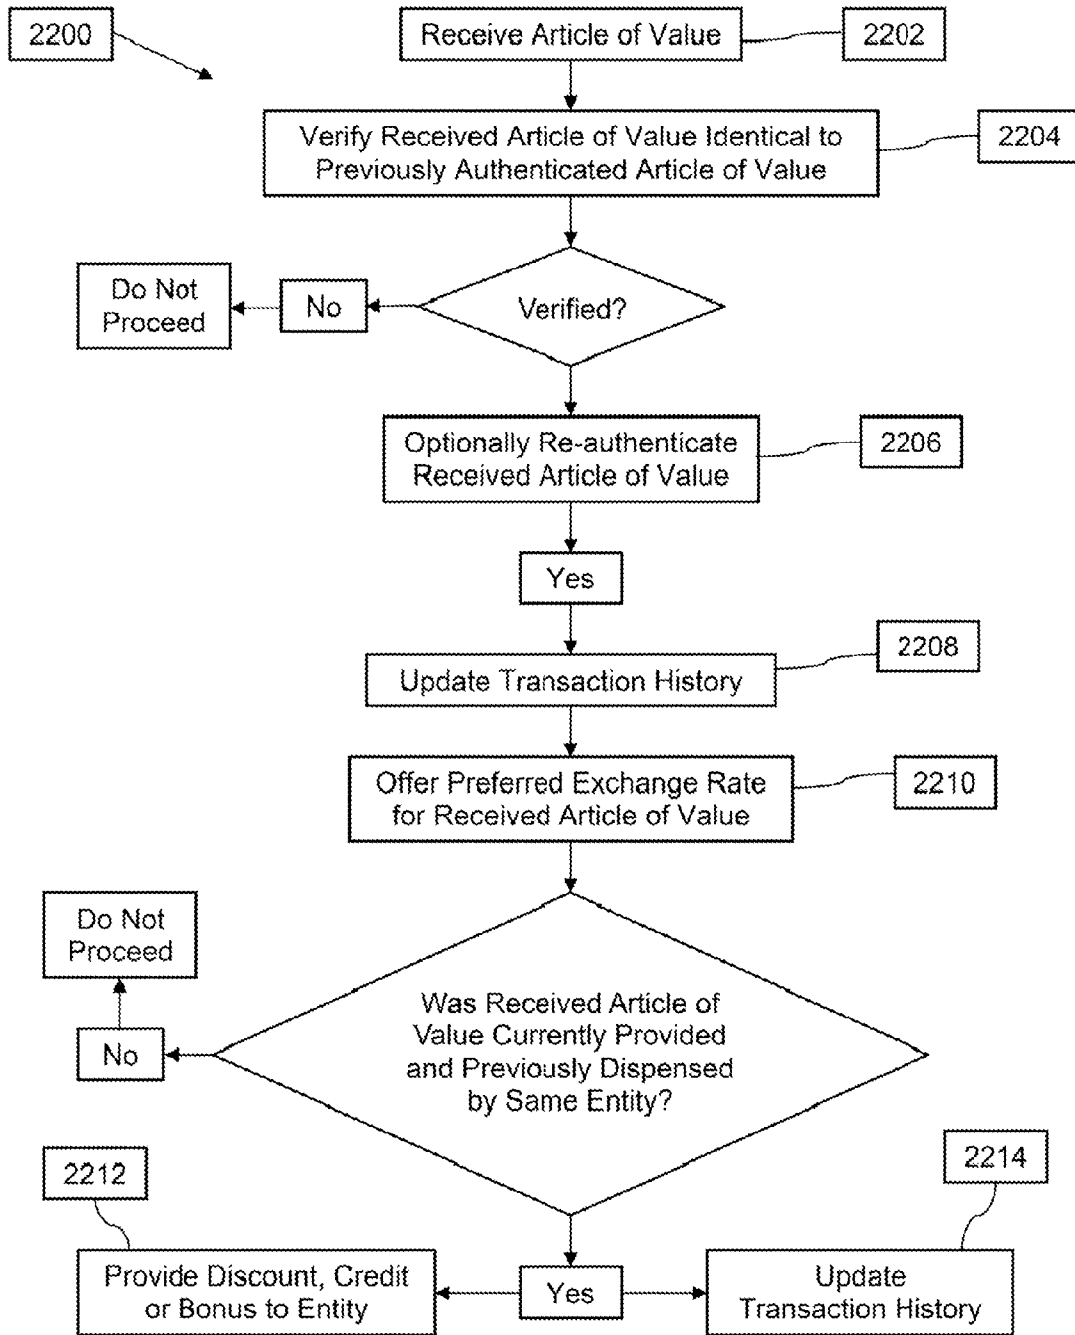 2200
Receive Article of Value
2202
Verify Received Article of Value Identical to
Previously Authenticated Article of Value
2204
Verified?
No
Do Not
Proceed
Optionally Re-authenticate
Received Article of Value
2206
Yes
2208
Update Transaction History
Offer Preferred Exchange Rate
for Received Article of Value
2210
Do Not
Proceed
No
Was Received Article of
Value Currently Provided
and Previously Dispensed
by Same Entity?
2212
2214
Provide Discount, Credit
or Bonus to Entity
Yes
Update
Transaction History